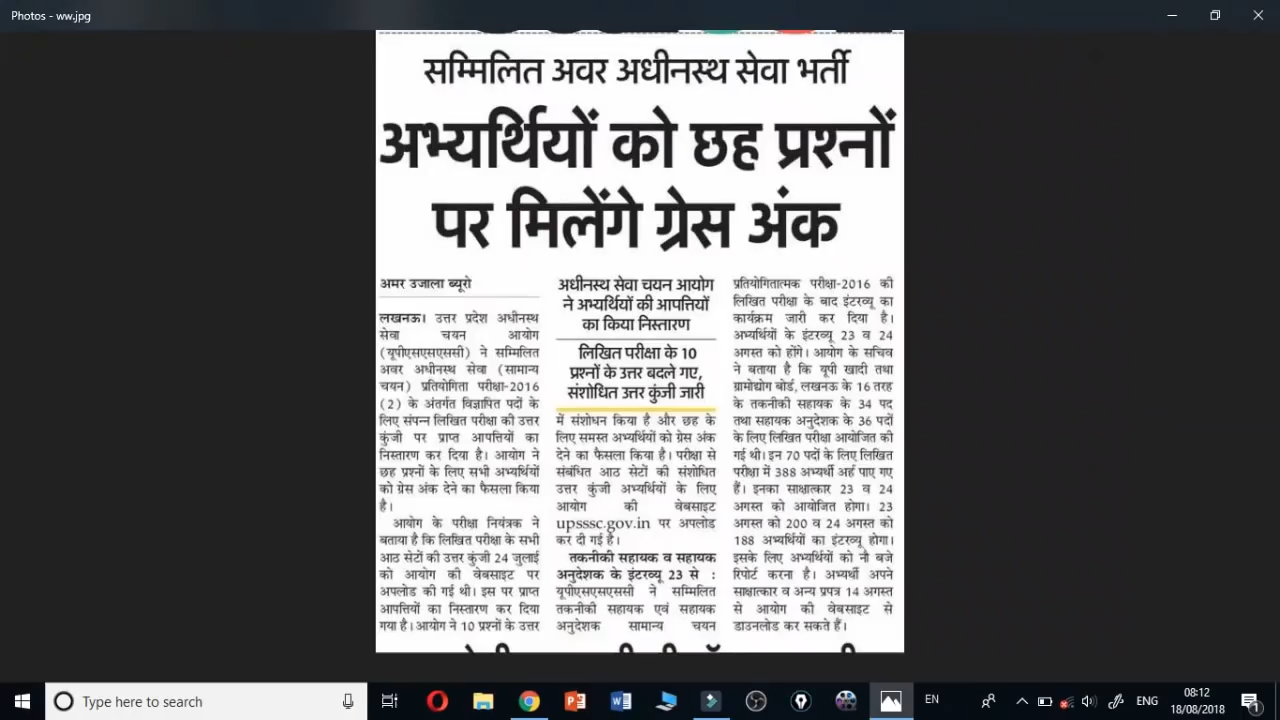 Photos - ww.jpg
सम्मिलित अवर अधीनस्थ सेवा भर्ती
अभ्यर्थियों को छह प्रश्नों
पर मिलेंगे ग्रेस अंक
अमर उजाला ब्यूरो
लखनऊ। उत्तर प्रदेश अधीनस्थ
सेवा चयन आयोग
(यूपीएसएसएससी) ने सम्मिलित
अवर अधीनस्थ सेवा (सामान्य
चयन) प्रतियोगिता परीक्षा-2016
(2) के अंतर्गत विज्ञापित पदों के
लिए संपन्न लिखित परीक्षा की उत्तर
कुंजी पर प्राप्त आपत्तियों का
निस्तारण कर दिया है। आयोग ने
छह प्रश्नों के लिए सभी अभ्यर्थियों
को ग्रेस अंक देने का फैसला किया
है।
आयोग के परीक्षा नियंत्रक ने
बताया है कि लिखित परीक्षा के सभी
आठ सेटों की उत्तर कुंजी 24 जुलाई
को आयोग की वेबसाइट पर
अपलोड की गई थी। इस पर प्राप्त
आपत्तियों का निस्तारण कर दिया
गया है। आयोग ने 10 प्रश्नों के उत्तर
अधीनस्थ सेवा चयन आयोग
ने अभ्यर्थियों की आपत्तियों
का किया निस्तारण
लिखित परीक्षा के 10
प्रश्नों के उत्तर बदले गए,
संशोधित उत्तर कुंजी जारी
में संशोधन किया है और छह के
लिए समस्त अभ्यर्थियों को ग्रेस अंक
देने का फैसला किया है। परीक्षा से
संबंधित आठ सेटों की संशोधित
उत्तर कुंजी अभ्यर्थियों के लिए
आयोग की वेबसाइट
upsssc.gov.in पर अपलोड
कर दी गई है।
तकनीकी सहायक व सहायक
अनुदेशक के इंटरव्यू 23 से :
यूपीएसएसएससी ने सम्मिलित
तकनीकी सहायक एवं सहायक
अनुदेशक सामान्य चयन
प्रतियोगितात्मक परीक्षा-2016 की
लिखित परीक्षा के बाद इंटरव्यू का
कार्यक्रम जारी कर दिया है।
अभ्यर्थियों के इंटरव्यू 23 व 24
अगस्त को होंगे। आयोग के सचिव
ने बताया है कि यूपी खादी तथा
ग्रामोद्योग बोर्ड, लखनऊ के 16 तरह
के तकनीकी सहायक के 34 पद
तथा सहायक अनुदेशक के 36 पदों
के लिए लिखित परीक्षा आयोजित की
गई थी। इन 70 पदों के लिए लिखित
परीक्षा में 388 अभ्यर्थी अर्ह पाए गए
हैं। इनका साक्षात्कार 23 व 24
अगस्त को आयोजित होगा। 23
अगस्त को 200 व 24 अगस्त को
188 अभ्यर्थियों का इंटरव्यू होगा।
इसके लिए अभ्यर्थियों को नौ बजे
रिपोर्ट करना है। अभ्यर्थी अपने
साक्षात्कार व अन्य प्रपत्र 14 अगस्त
से आयोग की वेबसाइट से
डाउनलोड कर सकते हैं।
Type here to search
EN
ENG
08:12
18/08/2018